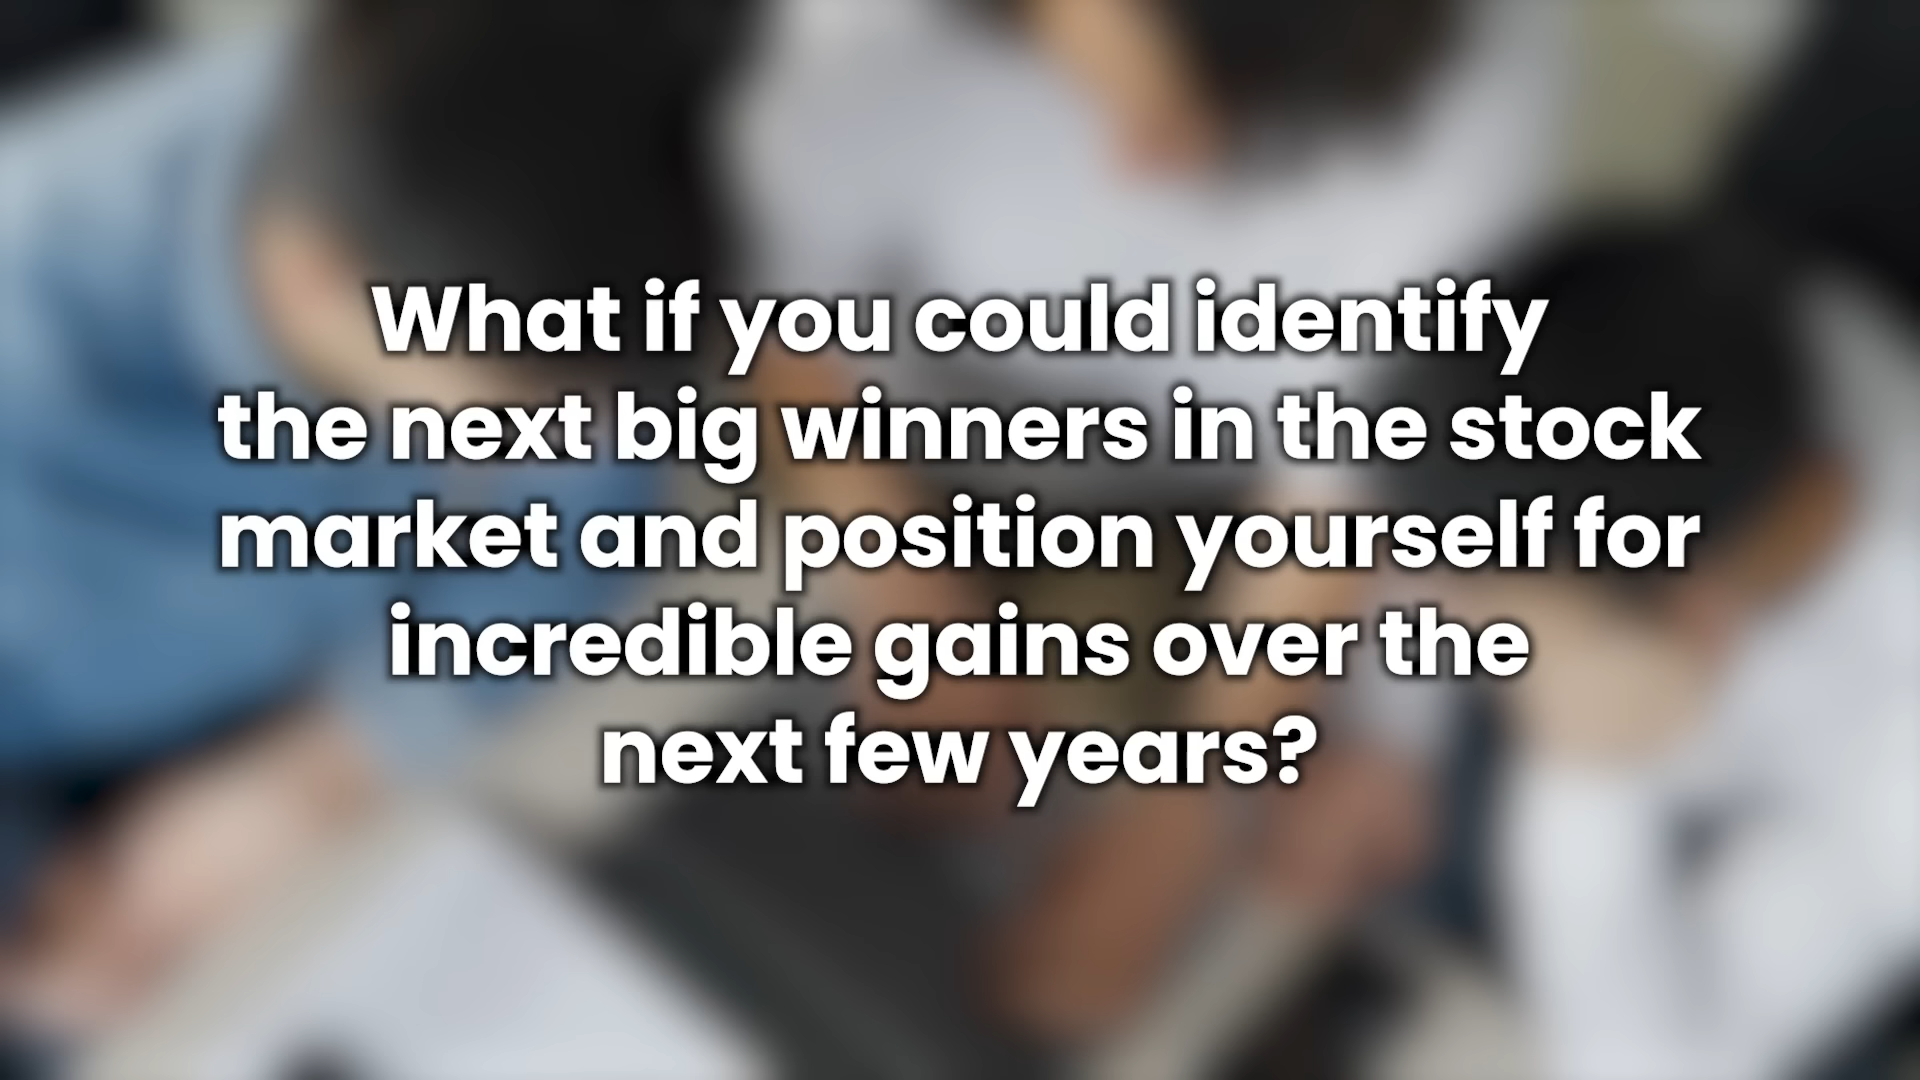 What if you could identify
the next big winners in the stock
market and position yourself for
incredible gains over the
next few years?